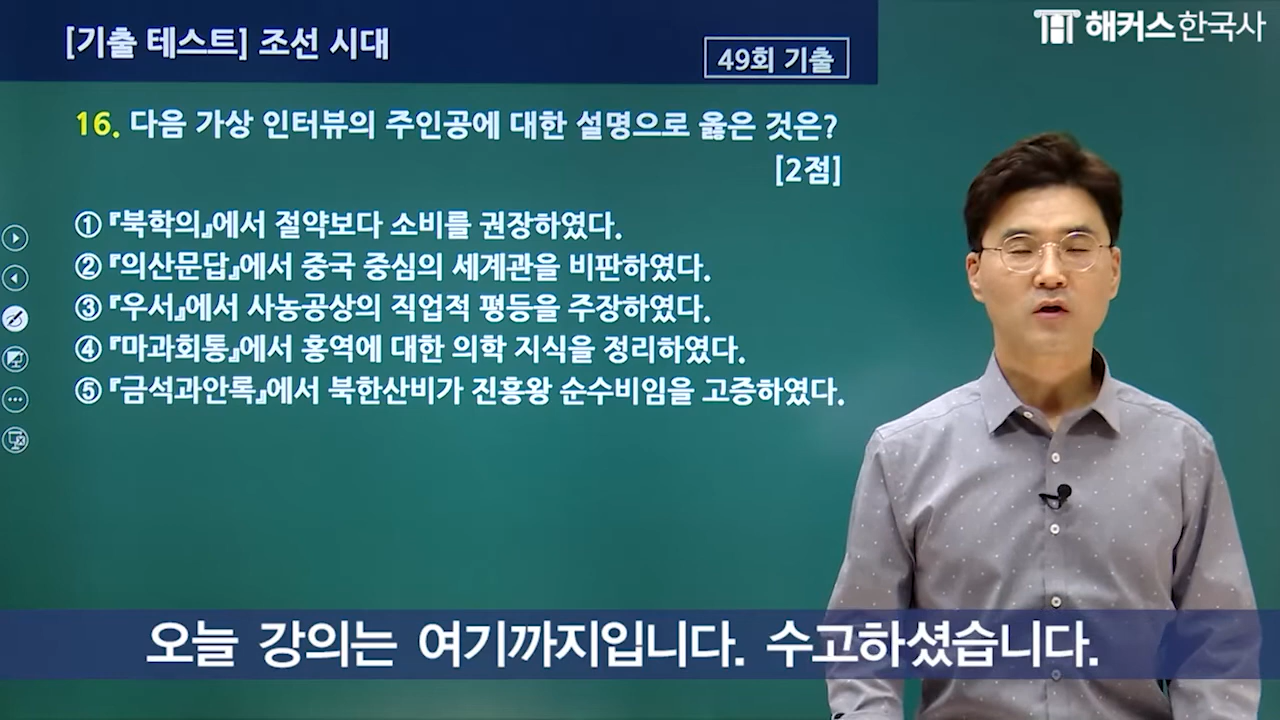 [기출 테스트] 조선 시대
49회 기출
해커스한국사
16. 다음 가상 인터뷰의 주인공에 대한 설명으로 옳은 것은?
[2점]
① 『북학의』에서 절약보다 소비를 권장하였다.
② 『의산문답』에서 중국 중심의 세계관을 비판하였다.
③ 『우서』에서 사농공상의 직업적 평등을 주장하였다.
④ 『마과회통』에서 홍역에 대한 의학 지식을 정리하였다.
⑤ 『금석과안록』에서 북한산비가 진흥왕 순수비임을 고증하였다.
오늘 강의는 여기까지입니다. 수고하셨습니다.